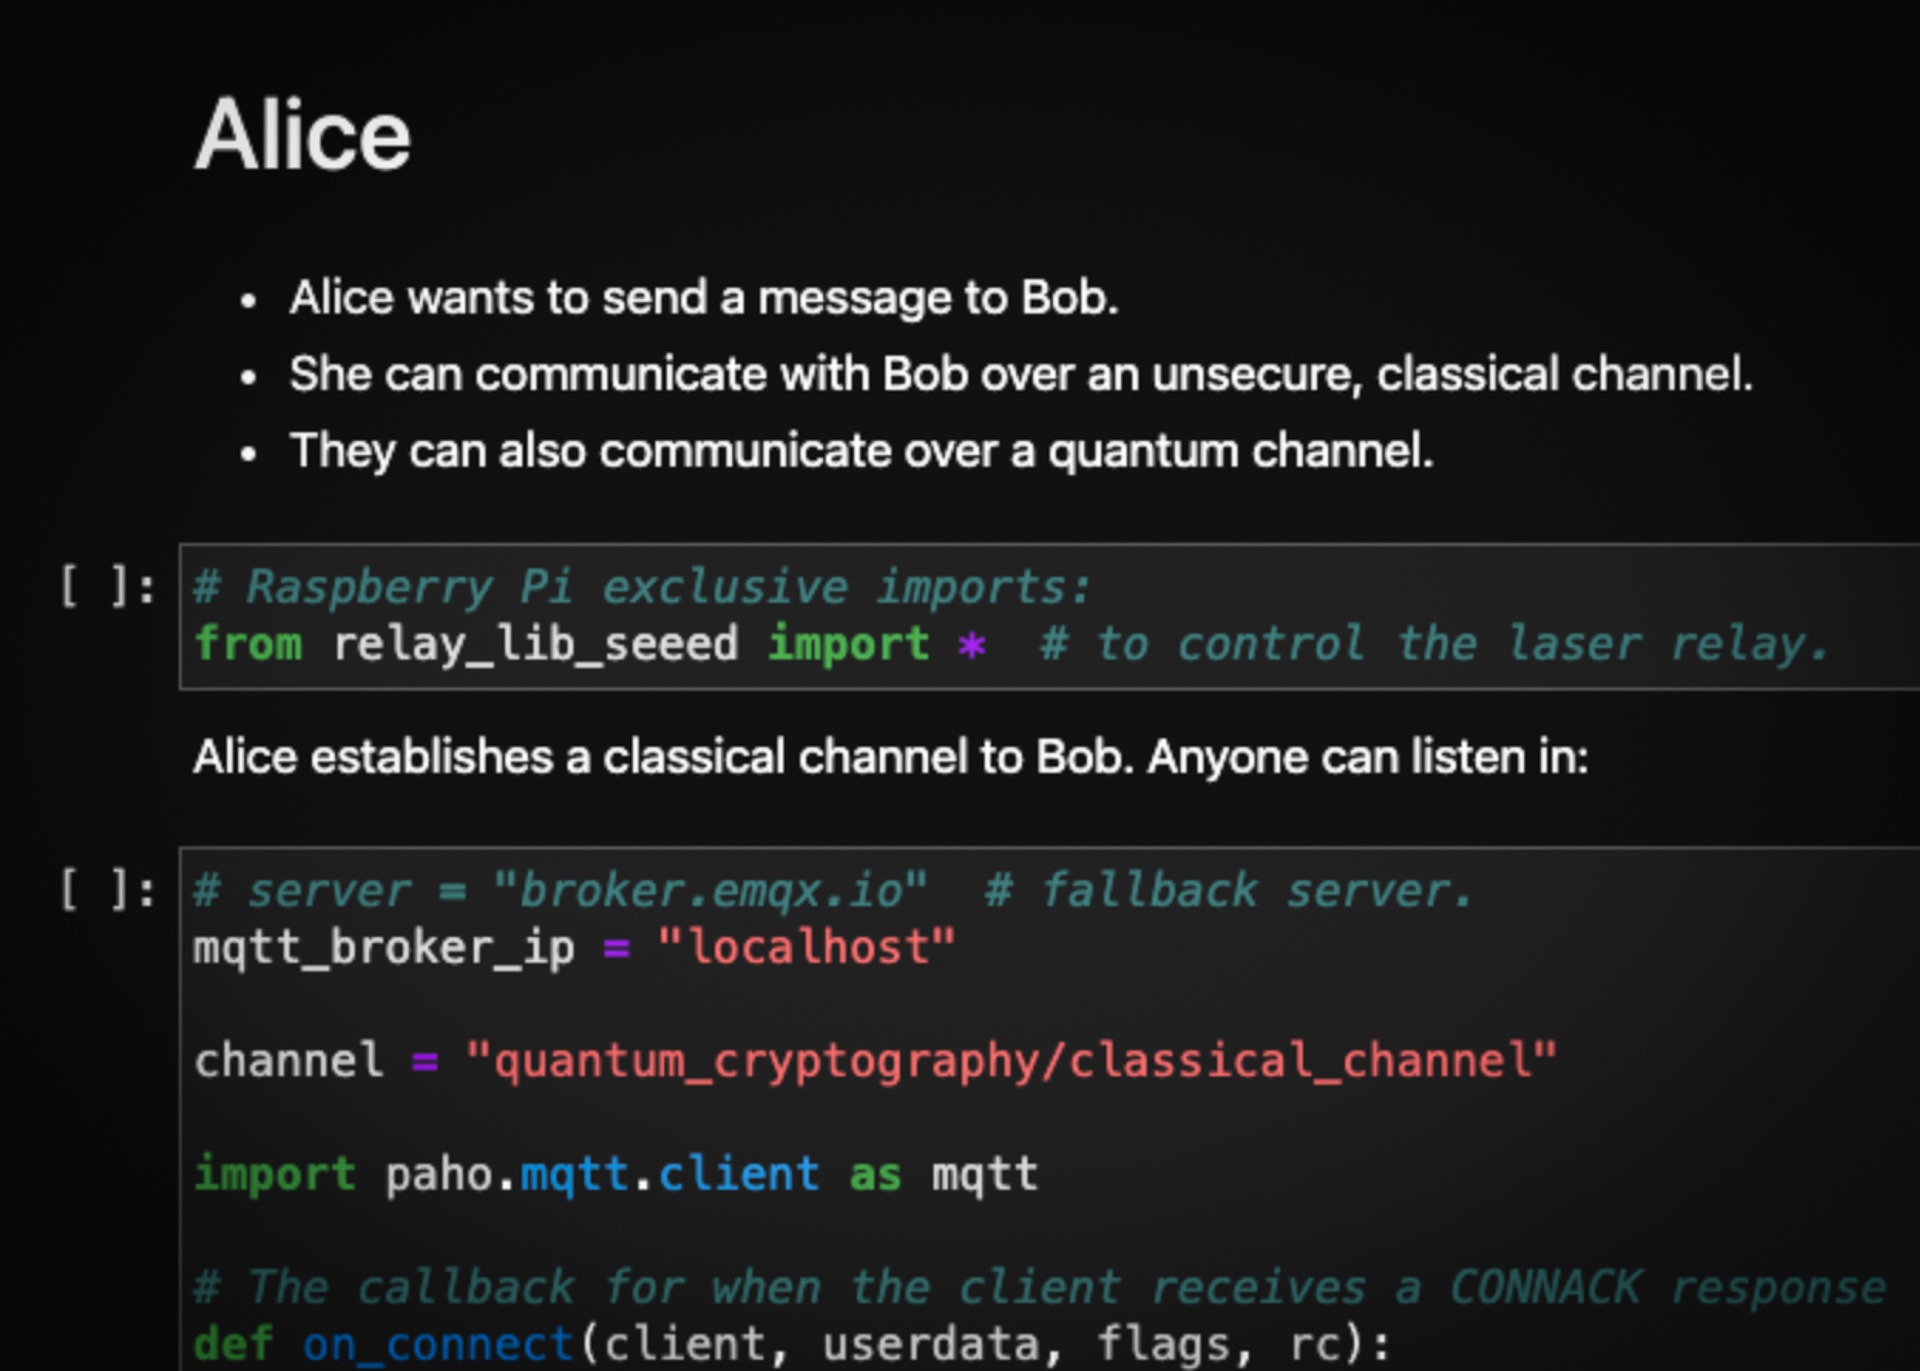 Alice
• Alice wants to send a message to Bob.
• She can communicate with Bob over an unsecure, classical channel.
• They can also communicate over a quantum channel.
[ ]: # Raspberry Pi exclusive imports:
from relay_lib_seeed import * # to control the laser relay.
Alice establishes a classical channel to Bob. Anyone can listen in:
[ ]: # server = "broker.emqx.io" # fallback server.
mqtt_broker_ip = "localhost"
channel = "quantum_cryptography/classical_channel"
import paho.mqtt.client as mqtt
# The callback for when the client receives a CONNACK response
def on_connect(client, userdata, flags, rc):